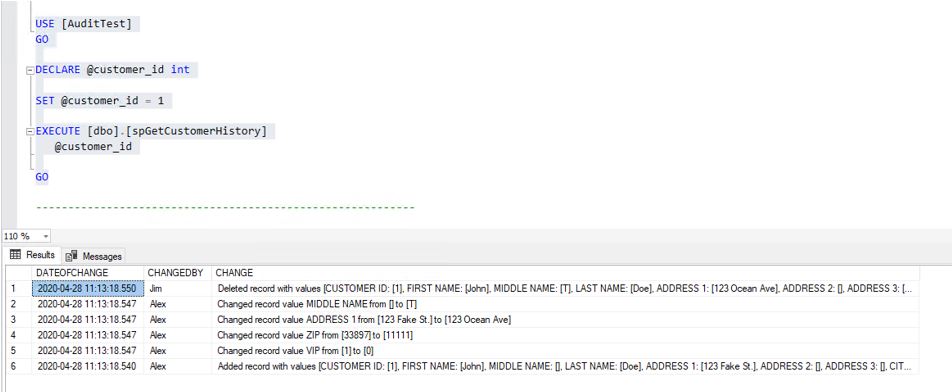 USE [AuditTest]
GO
DECLARE @customer_id int
SET @customer_id = 1
EXECUTE [dbo].[spGetCustomerHistory]
@customer_id
GO
--------------------------------------------------------
110 %
Results Messages
DATEOFCHANGE CHANGEDBY CHANGE
1 2020-04-28 11:13:18.550 Jim Deleted record with values [CUSTOMER ID: [1], FIRST NAME: [John], MIDDLE NAME: [T], LAST NAME: [Doe], ADDRESS 1: [123 Ocean Ave], ADDRESS 2: [], ADDRESS 3: [...
2 2020-04-28 11:13:18.547 Alex Changed record value MIDDLE NAME from [] to [T]
3 2020-04-28 11:13:18.547 Alex Changed record value ADDRESS 1 from [123 Fake St.] to [123 Ocean Ave]
4 2020-04-28 11:13:18.547 Alex Changed record value ZIP from [33897] to [11111]
5 2020-04-28 11:13:18.547 Alex Changed record value VIP from [1] to [0]
6 2020-04-28 11:13:18.540 Alex Added record with values [CUSTOMER ID: [1], FIRST NAME: [John], MIDDLE NAME: [], LAST NAME: [Doe], ADDRESS 1: [123 Fake St.], ADDRESS 2: [], ADDRESS 3: [], CIT...